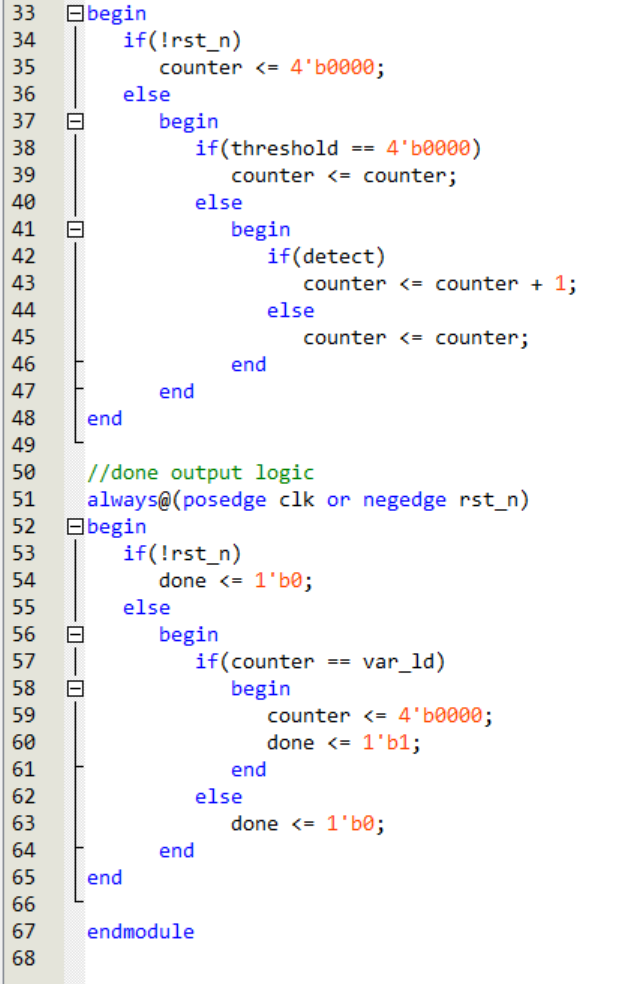 33 begin
34 if(!rst_n)
35 counter <= 4'b0000;
36 else
37 begin
38 if(threshold == 4'b0000)
39 counter <= counter;
40 else
41 begin
42 if(detect)
43 counter <= counter + 1;
44 else
45 counter <= counter;
46 end
47 end
48 end
49
50 //done output logic
51 always@(posedge clk or negedge rst_n)
52 begin
53 if(!rst_n)
54 done <= 1'b0;
55 else
56 begin
57 if(counter == var_ld)
58 begin
59 counter <= 4'b0000;
60 done <= 1'b1;
61 end
62 else
63 done <= 1'b0;
64 end
65 end
66
67 endmodule
68